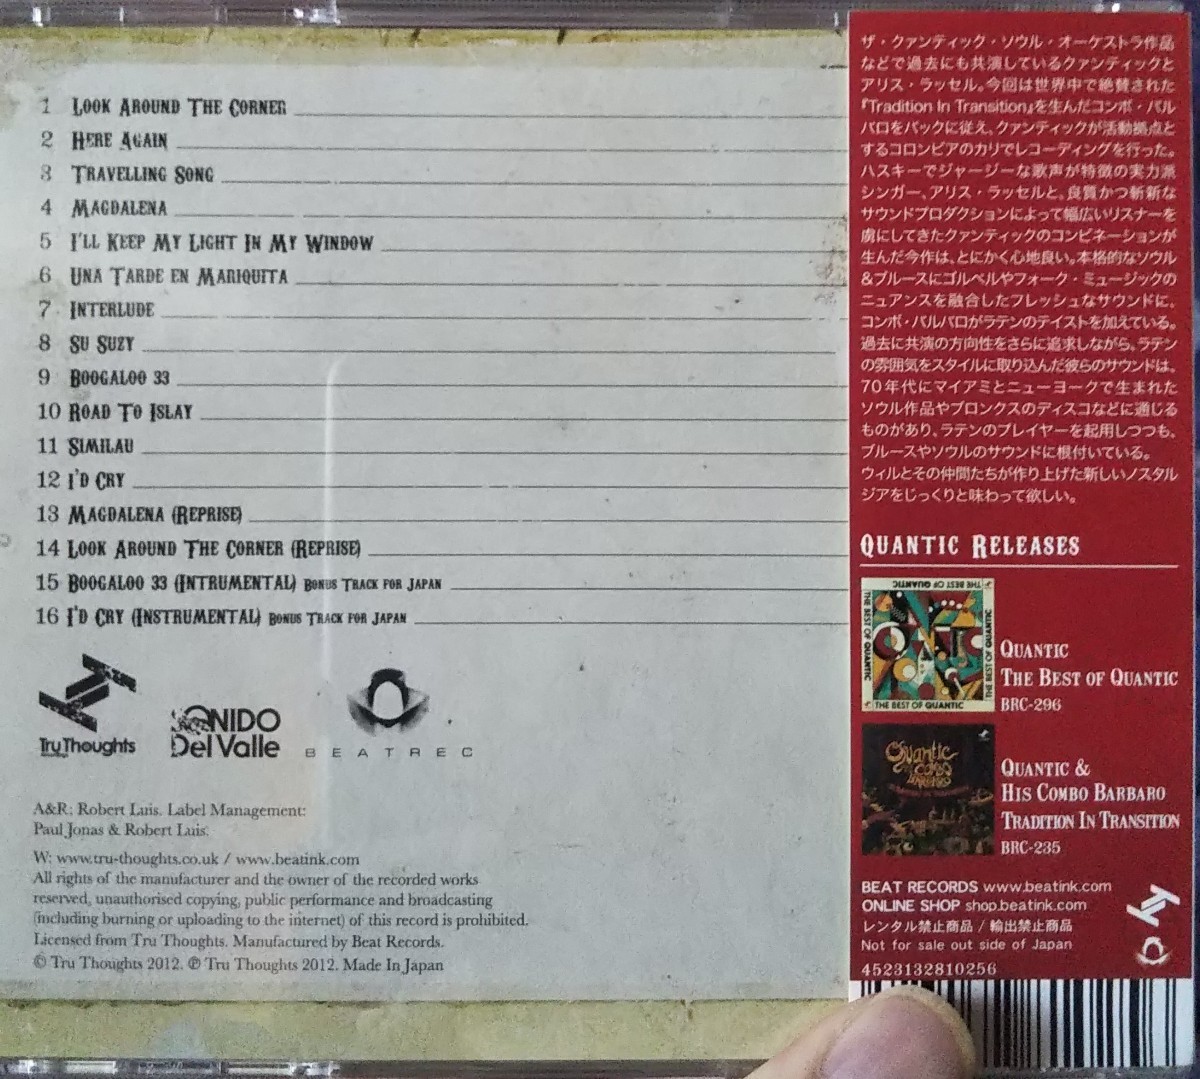 1 Look Around The Corner
2 Here Again
3 Travelling Song
4 Magdalena
5 I'll Keep My Light In My Window
6 Una Tarde en Mariquita
7 Interlude
8 Su Suzy
9 Boogaloo 33
10 Road To Islay
11 Similau
12 I'd Cry
13 Magdalena (Reprise)
14 Look Around The Corner (Reprise)
15 Boogaloo 33 (Intrumental) Bonus Track for Japan
16 I'd Cry (Instrumental) Bonus Track for Japan
Tru Thoughts
SONIDO
Del Valle
BEATREC
A&R: Robert Luis. Label Management:
Paul Jonas & Robert Luis.
W: www.tru-thoughts.co.uk / www.beatink.com
All rights of the manufacturer and the owner of the recorded works
reserved, unauthorised copying, public performance and broadcasting
(including burning or uploading to the internet) of this record is prohibited.
Licensed from Tru Thoughts. Manufactured by Beat Records.
© Tru Thoughts 2012. ℗ Tru Thoughts 2012. Made In Japan
ザ・クァンティック・ソウル・オーケストラ作品
などで過去にも共演しているクァンティックと
アリス・ラッセル。今回は世界中で絶賛された
『Tradition In Transition』を生んだコンボ・バル
バロをバックに従え、クァンティックが活動拠点と
するコロンビアのカリでレコーディングを行った。
ハスキーでジャージーな歌声が特徴の実力派
シンガー、アリス・ラッセルと、良質かつ斬新な
サウンドプロダクションによって幅広いリスナーを
虜にしてきたクァンティックのコンビネーションが
生んだ今作は、とにかく心地良い。本格的なソウル
&ブルースにゴスペルやフォーク・ミュージックの
ニュアンスを融合したフレッシュなサウンドに、
コンボ・バルバロがラテンのテイストを加えている。
過去に共演の方向性をさらに追求しながら、ラテン
の雰囲気をスタイルに取り込んだ彼らのサウンドは、
70年代にマイアミとニューヨークで生まれた
ソウル作品やブロンクスのディスコなどに通じる
ものがあり、ラテンのプレイヤーを起用しつつも、
ブルースやソウルのサウンドに根付いている。
ウィルとその仲間たちが作り上げた新しいノスタル
ジアをじっくりと味わって欲しい。
Quantic Releases
THE BEST OF QUANTIC
THE BEST OF QUANTIC
THE BEST OF QUANTIC
THE BEST OF QUANTIC
Quantic
The Best of Quantic
BRC-296
Quantic
Combo
Barbaro
Quantic &
His Combo Barbaro
Tradition In Transition
BRC-235
BEAT RECORDS www.beatink.com
ONLINE SHOP shop.beatink.com
レンタル禁止商品 / 輸出禁止商品
Not for sale out side of Japan
4523132810256